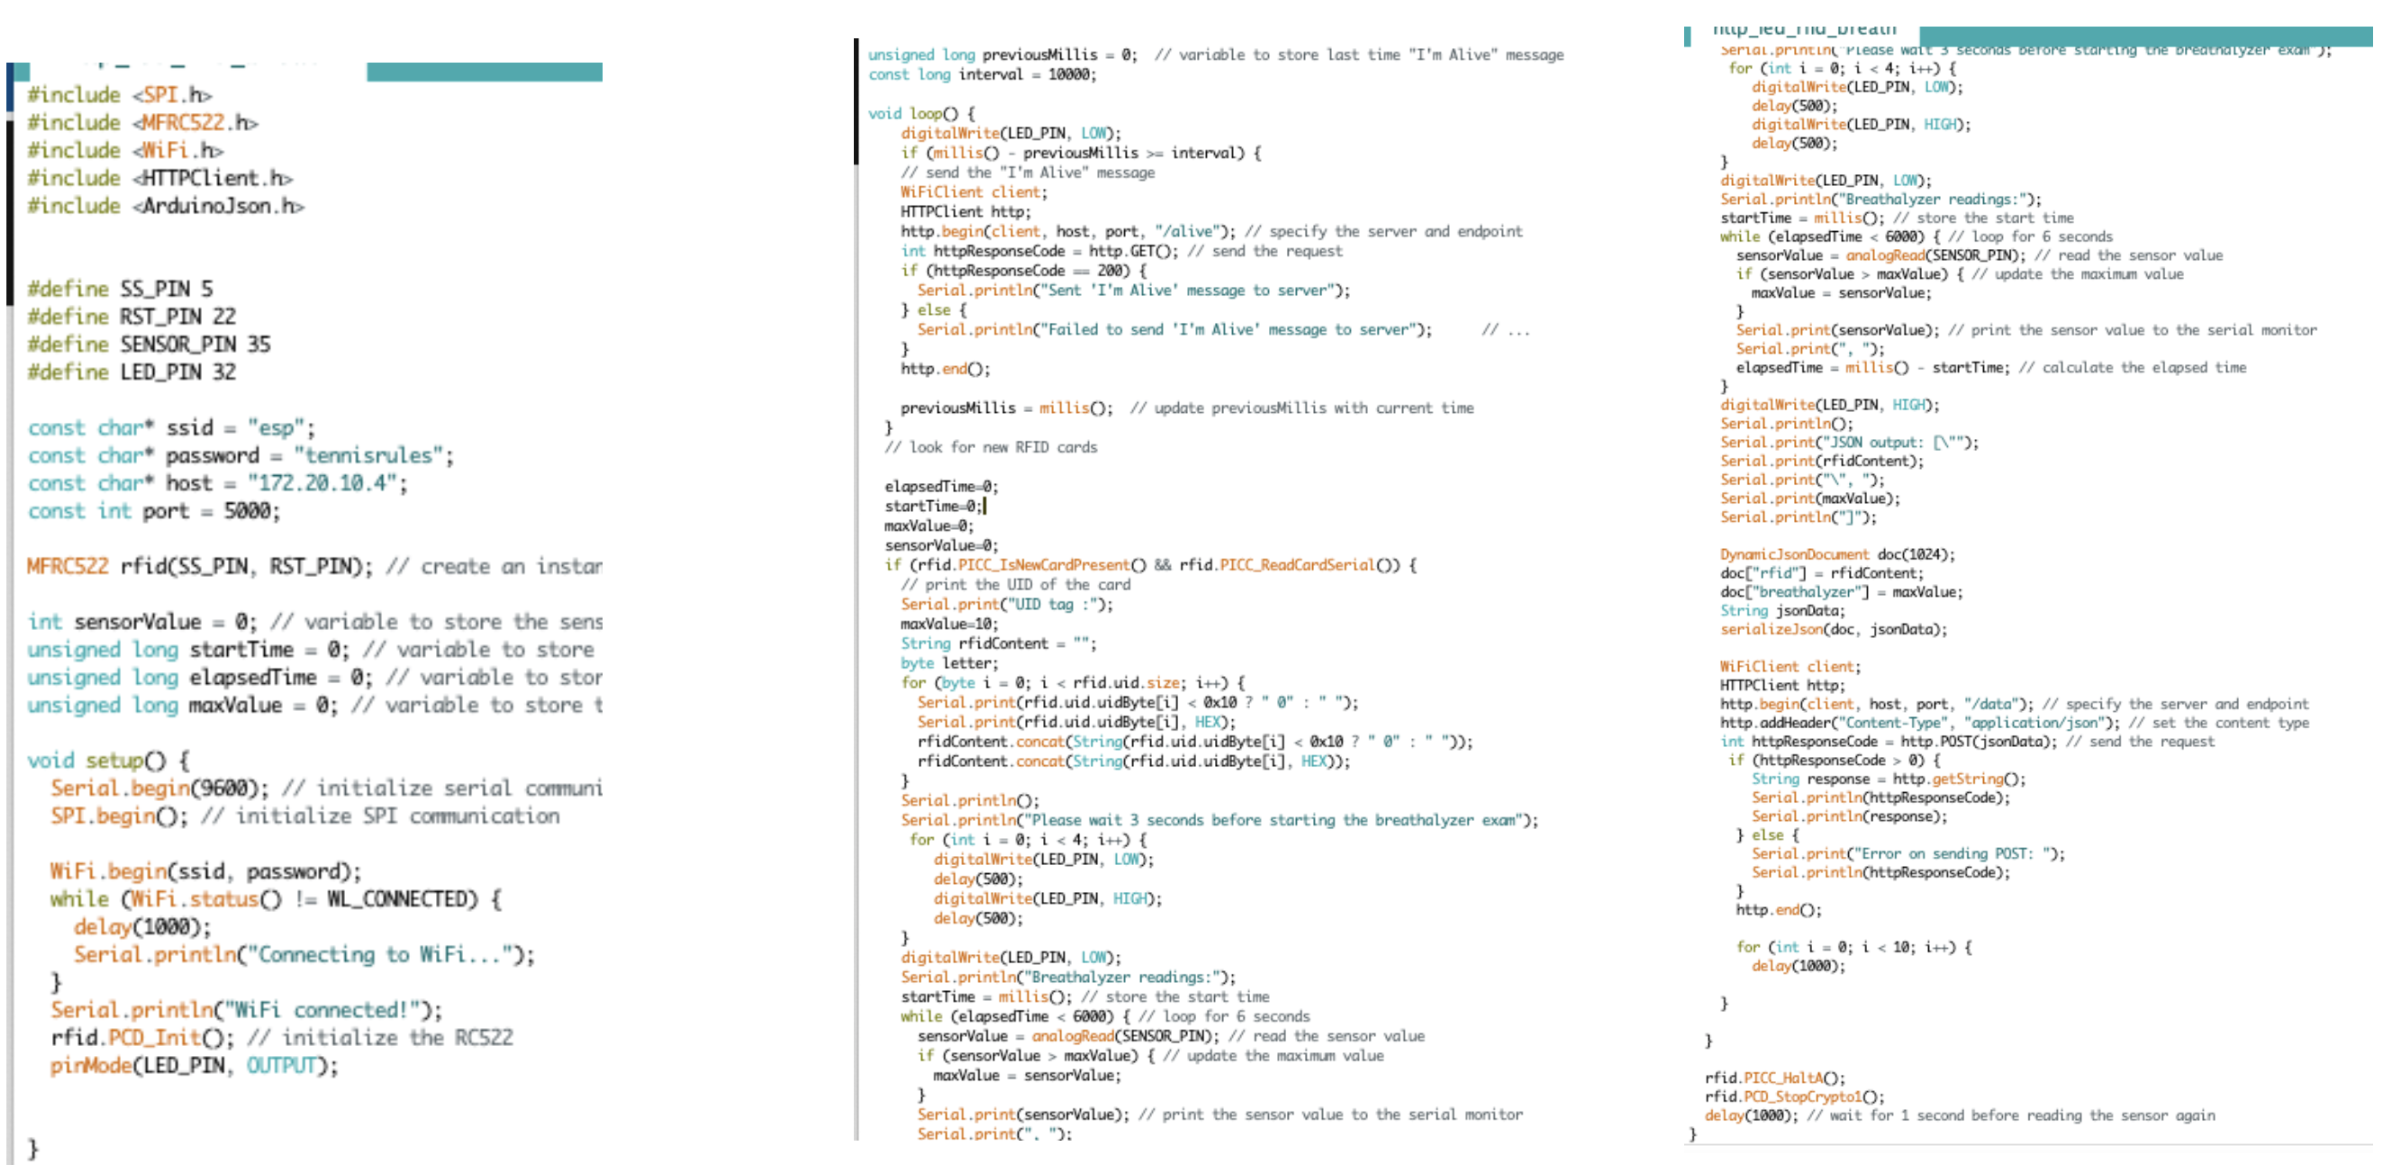 #include <SPI.h>
#include <MFRC522.h>
#include <WiFi.h>
#include <HTTPClient.h>
#include <ArduinoJson.h>
#define SS_PIN 5
#define RST_PIN 22
#define SENSOR_PIN 35
#define LED_PIN 32
const char* ssid = "esp";
const char* password = "tennisrules";
const char* host = "172.20.10.4";
const int port = 5000;
MFRC522 rfid(SS_PIN, RST_PIN); // create an instan
int sensorValue = 0; // variable to store the sens
unsigned long startTime = 0; // variable to store
unsigned long elapsedTime = 0; // variable to stor
unsigned long maxValue = 0; // variable to store t
void setup() {
Serial.begin(9600); // initialize serial communi
SPI.begin(); // initialize SPI communication
WiFi.begin(ssid, password);
while (WiFi.status() != WL_CONNECTED) {
delay(1000);
Serial.println("Connecting to WiFi...");
}
Serial.println("WiFi connected!");
rfid.PCD_Init(); // initialize the RC522
pinMode(LED_PIN, OUTPUT);
}
unsigned long previousMillis = 0; // variable to store last time "I'm Alive" message
const long interval = 10000;
void loop() {
digitalWrite(LED_PIN, LOW);
if (millis() - previousMillis >= interval) {
// send the "I'm Alive" message
WiFiClient client;
HTTPClient http;
http.begin(client, host, port, "/alive"); // specify the server and endpoint
int httpResponseCode = http.GET(); // send the request
if (httpResponseCode == 200) {
Serial.println("Sent 'I'm Alive' message to server");
} else {
Serial.println("Failed to send 'I'm Alive' message to server"); // ...
}
http.end();
previousMillis = millis(); // update previousMillis with current time
}
// look for new RFID cards
elapsedTime=0;
startTime=0;
maxValue=0;
sensorValue=0;
if (rfid.PICC_IsNewCardPresent() && rfid.PICC_ReadCardSerial()) {
// print the UID of the card
Serial.print("UID tag :");
maxValue=10;
String rfidContent = "";
byte letter;
for (byte i = 0; i < rfid.uid.size; i++) {
Serial.print(rfid.uid.uidByte[i] < 0x10 ? " 0" : " ");
Serial.print(rfid.uid.uidByte[i], HEX);
rfidContent.concat(String(rfid.uid.uidByte[i] < 0x10 ? " 0" : " "));
rfidContent.concat(String(rfid.uid.uidByte[i], HEX));
}
Serial.println();
Serial.println("Please wait 3 seconds before starting the breathalyzer exam");
for (int i = 0; i < 4; i++) {
digitalWrite(LED_PIN, LOW);
delay(500);
digitalWrite(LED_PIN, HIGH);
delay(500);
}
digitalWrite(LED_PIN, LOW);
Serial.println("Breathalyzer readings:");
startTime = millis(); // store the start time
while (elapsedTime < 6000) { // loop for 6 seconds
sensorValue = analogRead(SENSOR_PIN); // read the sensor value
if (sensorValue > maxValue) { // update the maximum value
maxValue = sensorValue;
}
Serial.print(sensorValue); // print the sensor value to the serial monitor
Serial.print(", ");
http_led_rfid_breath
Serial.println("Please wait 3 seconds before starting the breathalyzer exam");
for (int i = 0; i < 4; i++) {
digitalWrite(LED_PIN, LOW);
delay(500);
digitalWrite(LED_PIN, HIGH);
delay(500);
}
digitalWrite(LED_PIN, LOW);
Serial.println("Breathalyzer readings:");
startTime = millis(); // store the start time
while (elapsedTime < 6000) { // loop for 6 seconds
sensorValue = analogRead(SENSOR_PIN); // read the sensor value
if (sensorValue > maxValue) { // update the maximum value
maxValue = sensorValue;
}
Serial.print(sensorValue); // print the sensor value to the serial monitor
Serial.print(", ");
elapsedTime = millis() - startTime; // calculate the elapsed time
}
digitalWrite(LED_PIN, HIGH);
Serial.println();
Serial.print("JSON output: [\"");
Serial.print(rfidContent);
Serial.print("\", ");
Serial.print(maxValue);
Serial.println("]");
DynamicJsonDocument doc(1024);
doc["rfid"] = rfidContent;
doc["breathalyzer"] = maxValue;
String jsonData;
serializeJson(doc, jsonData);
WiFiClient client;
HTTPClient http;
http.begin(client, host, port, "/data"); // specify the server and endpoint
http.addHeader("Content-Type", "application/json"); // set the content type
int httpResponseCode = http.POST(jsonData); // send the request
if (httpResponseCode > 0) {
String response = http.getString();
Serial.println(httpResponseCode);
Serial.println(response);
} else {
Serial.print("Error on sending POST: ");
Serial.println(httpResponseCode);
}
http.end();
for (int i = 0; i < 10; i++) {
delay(1000);
}
}
rfid.PICC_HaltA();
rfid.PCD_StopCrypto1();
delay(1000); // wait for 1 second before reading the sensor again
}